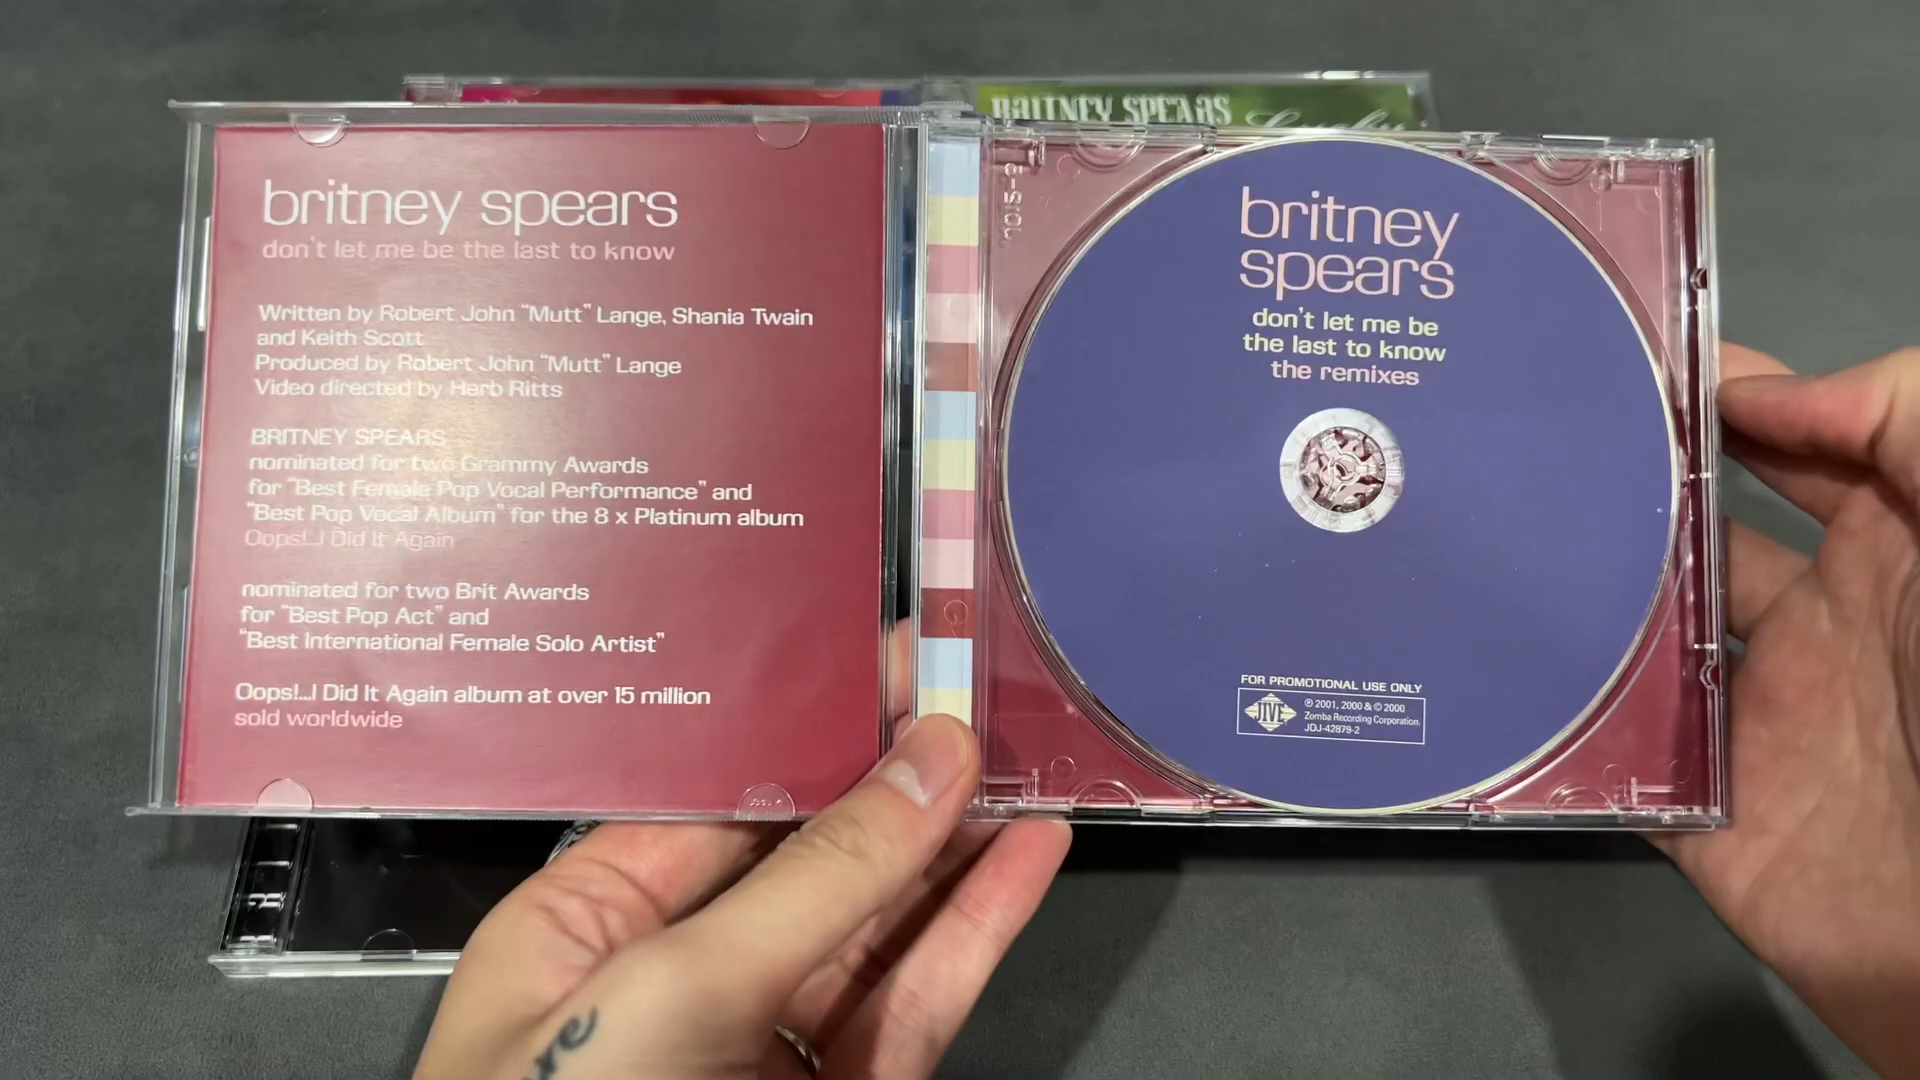 BRITNEY SPEARS
britney spears
don't let me be the last to know
Written by Robert John "Mutt" Lange, Shania Twain
and Keith Scott
Produced by Robert John "Mutt" Lange
Video directed by Herb Ritts
BRITNEY SPEARS
nominated for two Grammy Awards
for "Best Female Pop Vocal Performance" and
"Best Pop Vocal Album" for the 8 x Platinum album
Oops!...I Did It Again
nominated for two Brit Awards
for "Best Pop Act" and
"Best International Female Solo Artist"
Oops!...I Did It Again album at over 15 million
sold worldwide
britney
spears
don't let me be
the last to know
the remixes
FOR PROMOTIONAL USE ONLY
JIVE
℗ 2001, 2000 & © 2000
Zomba Recording Corporation.
JDJ-42879-2